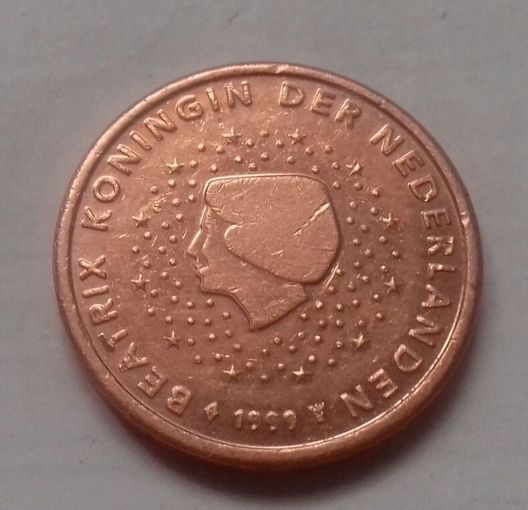 BEATRIX KONINGIN DER NEDERLANDEN
1999